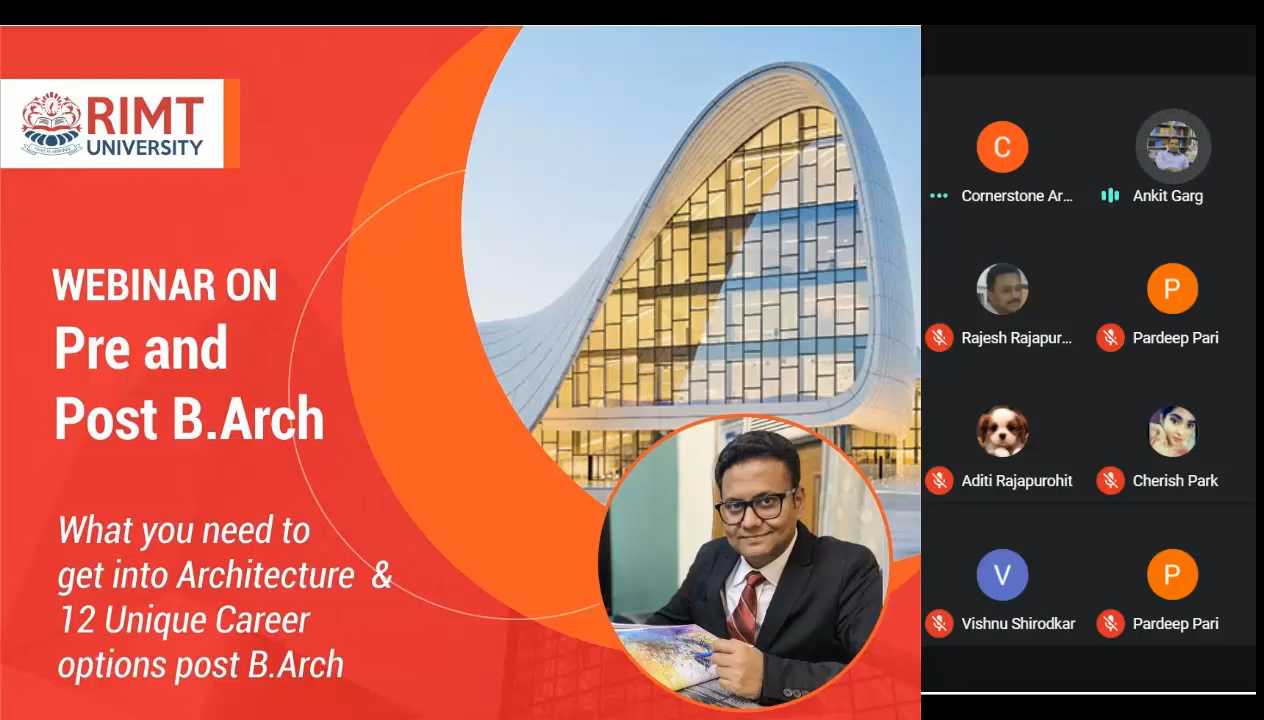 RIMT
UNIVERSITY
WEBINAR ON
Pre and
Post B.Arch
What you need to
get into Architecture &
12 Unique Career
options post B.Arch
C
Cornerstone Ar...
Ankit Garg
Rajesh Rajapur...
P
Pardeep Pari
Aditi Rajapurohit
Cherish Park
V
Vishnu Shirodkar
P
Pardeep Pari